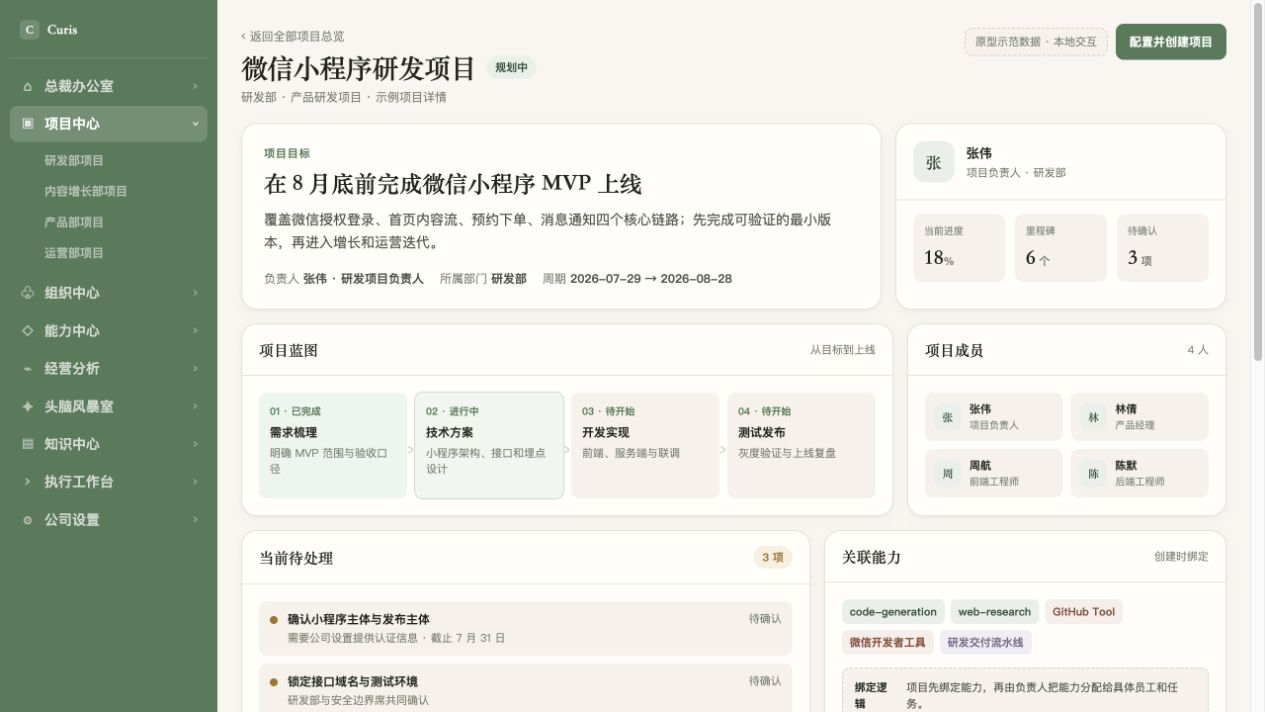 C Curis
总裁办公室
项目中心
研发部项目
内容增长部项目
产品部项目
运营部项目
组织中心
能力中心
经营分析
头脑风暴室
知识中心
执行工作台
公司设置
‹ 返回全部项目总览
微信小程序研发项目 规划中
研发部 · 产品研发项目 · 示例项目详情
原型示范数据 · 本地交互
配置并创建项目
项目目标
在 8 月底前完成微信小程序 MVP 上线
覆盖微信授权登录、首页内容流、预约下单、消息通知四个核心链路；先完成可验证的最小版
本，再进入增长和运营迭代。
负责人 张伟 · 研发项目负责人 所属部门 研发部 周期 2026-07-29 → 2026-08-28
张
张伟
项目负责人 · 研发部
当前进度
18%
里程碑
6 个
待确认
3 项
项目蓝图
从目标到上线
01 · 已完成
需求梳理
明确 MVP 范围与验收口
径
02 · 进行中
技术方案
小程序架构、接口和埋点
设计
03 · 待开始
开发实现
前端、服务端与联调
04 · 待开始
测试发布
灰度验证与上线复盘
项目成员
4 人
张
张伟
项目负责人
林
林倩
产品经理
周
周航
前端工程师
陈
陈默
后端工程师
当前待处理
3 项
确认小程序主体与发布主体
需要公司设置提供认证信息 · 截止 7 月 31 日
待确认
锁定接口域名与测试环境
研发部与安全边界席共同确认
待确认
关联能力
创建时绑定
code-generation
web-research
GitHub Tool
微信开发者工具
研发交付流水线
绑定逻
辑
项目先绑定能力，再由负责人把能力分配给具体员工和任
务。